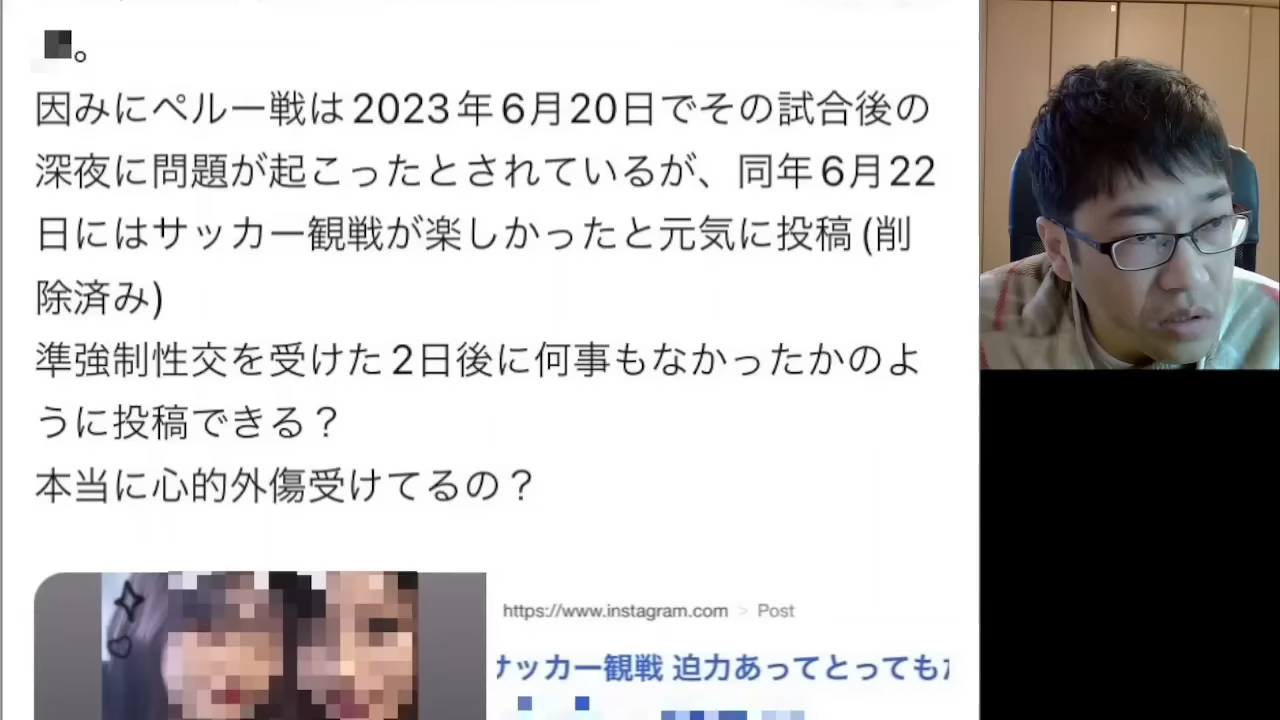 。
因みにペルー戦は2023年6月20日でその試合後の
深夜に問題が起こったとされているが、同年6月22
日にはサッカー観戦が楽しかったと元気に投稿(削
除済み)
準強制性交を受けた2日後に何事もなかったかのよ
うに投稿できる？
本当に心的外傷受けてるの？
https://www.instagram.com > Post
サッカー観戦 迫力あってとっても